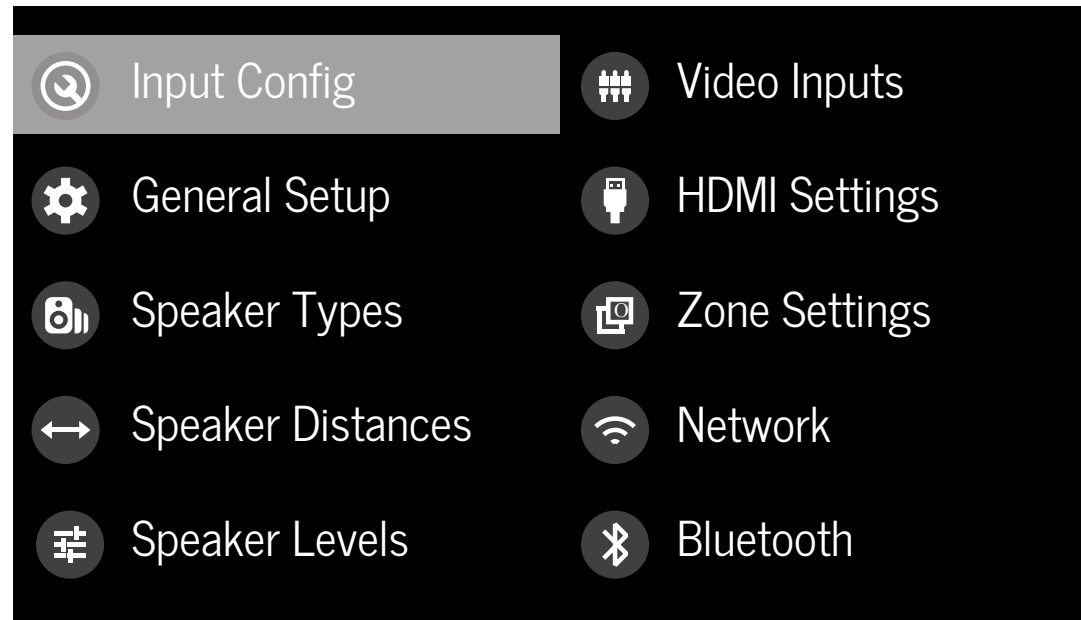 Input Config
General Setup
Speaker Types
Speaker Distances
Speaker Levels
Video Inputs
HDMI Settings
Zone Settings
Network
Bluetooth